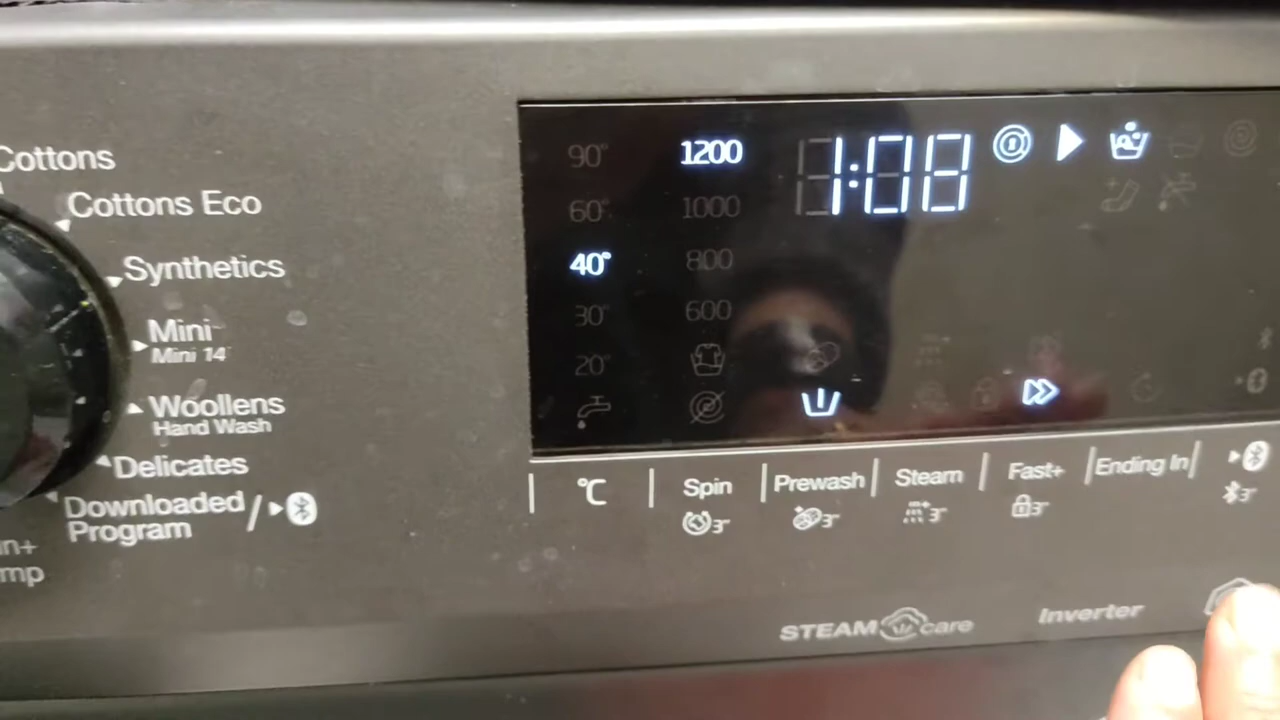 Cottons
Cottons Eco
Synthetics
Mini
Mini 14'
Woollens
Hand Wash
Delicates
Downloaded
Program
in+
mp
90°
60°
40°
30°
20°
1200
1000
800
600
1:08
°C
Spin
3"
Prewash
3"
Steam
3"
Fast+
3"
Ending In
3"
STEAM care
Inverter